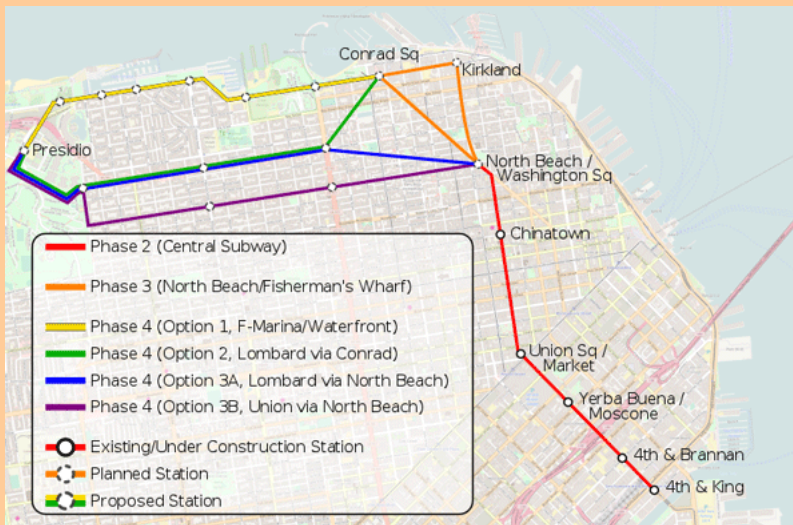 Conrad Sq
Kirkland
Presidio
North Beach /
Washington Sq
Chinatown
Union Sq /
Market
Yerba Buena /
Moscone
4th & Brannan
4th & King
Phase 2 (Central Subway)
Phase 3 (North Beach/Fisherman's Wharf)
Phase 4 (Option 1, F-Marina/Waterfront)
Phase 4 (Option 2, Lombard via Conrad)
Phase 4 (Option 3A, Lombard via North Beach)
Phase 4 (Option 3B, Union via North Beach)
Existing/Under Construction Station
Planned Station
Proposed Station